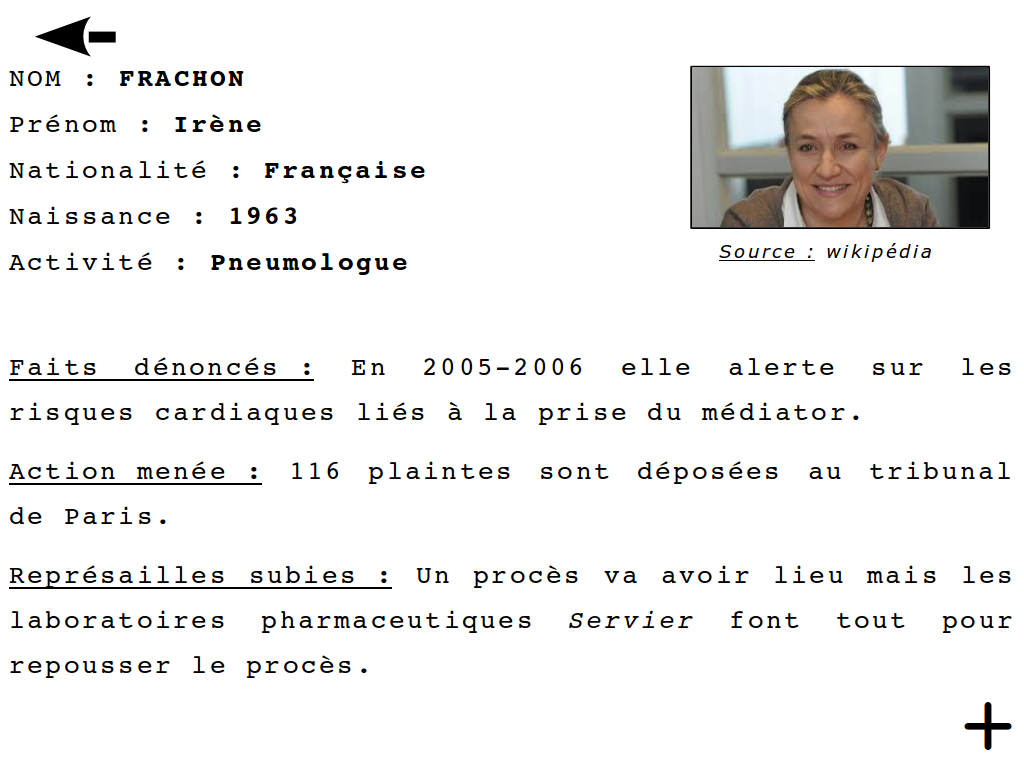 NOM : FRACHON
Prénom : Irène
Nationalité : Française
Naissance : 1963
Activité : Pneumologue
Source : wikipédia
Faits dénoncés : En 2005-2006 elle alerte sur les
risques cardiaques liés à la prise du médiator.
Action menée : 116 plaintes sont déposées au tribunal
de Paris.
Représailles subies : Un procès va avoir lieu mais les
laboratoires pharmaceutiques Servier font tout pour
repousser le procès.